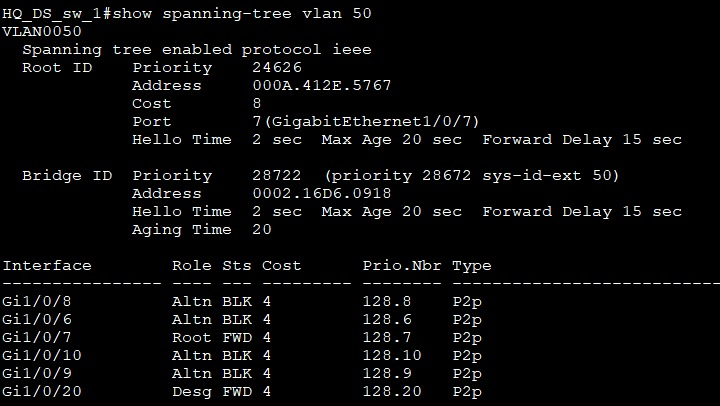 HQ_DS_sw_1#show spanning-tree vlan 50
VLAN0050
  Spanning tree enabled protocol ieee
  Root ID    Priority    24626
             Address     000A.412E.5767
             Cost        8
             Port        7(GigabitEthernet1/0/7)
             Hello Time  2 sec  Max Age 20 sec  Forward Delay 15 sec

  Bridge ID  Priority    28722  (priority 28672 sys-id-ext 50)
             Address     0002.16D6.0918
             Hello Time  2 sec  Max Age 20 sec  Forward Delay 15 sec
             Aging Time  20

Interface        Role Sts Cost      Prio.Nbr Type
---------------- ---- --- --------- -------- --------------------------
Gi1/0/8          Altn BLK 4         128.8    P2p
Gi1/0/6          Altn BLK 4         128.6    P2p
Gi1/0/7          Root FWD 4         128.7    P2p
Gi1/0/10         Altn BLK 4         128.10   P2p
Gi1/0/9          Altn BLK 4         128.9    P2p
Gi1/0/20         Desg FWD 4         128.20   P2p